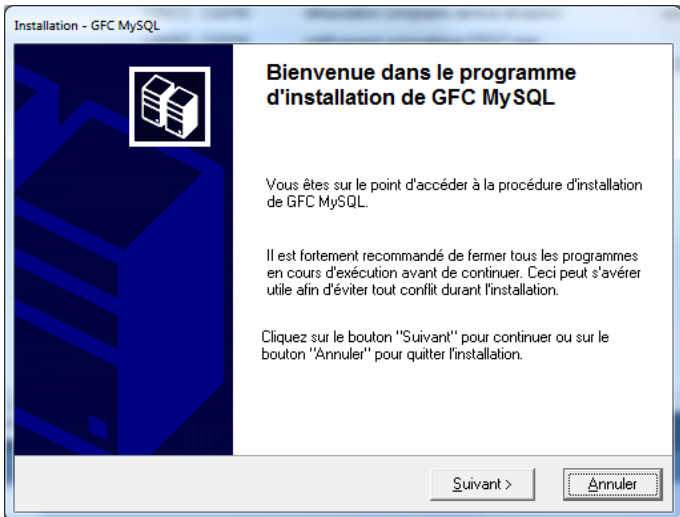 Installation - GFC MySQL
Bienvenue dans le programme
d'installation de GFC MySQL
Vous êtes sur le point d'accéder à la procédure d'installation
de GFC MySQL.
Il est fortement recommandé de fermer tous les programmes
en cours d'exécution avant de continuer. Ceci peut s'avérer
utile afin d'éviter tout conflit durant l'installation.
Cliquez sur le bouton "Suivant" pour continuer ou sur le
bouton "Annuler" pour quitter l'installation.
Suivant >
Annuler